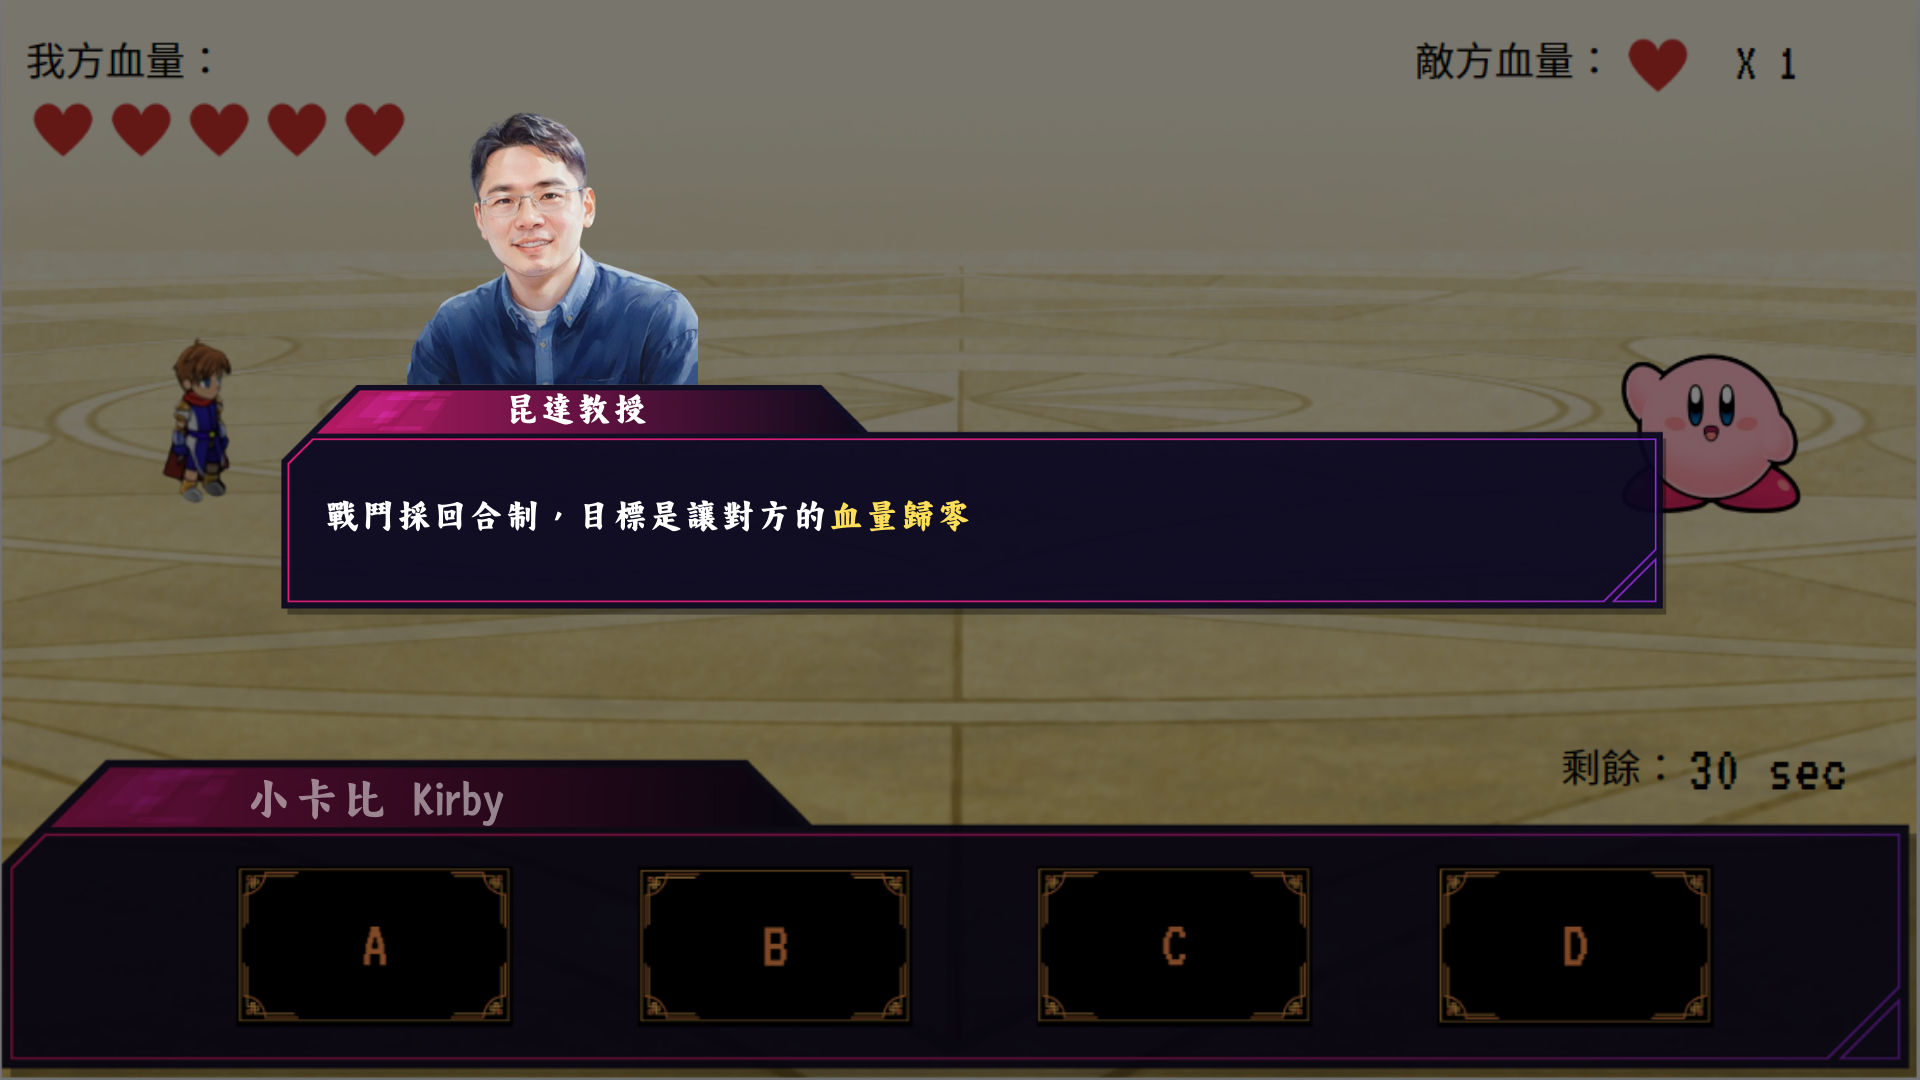 我方血量：
敵方血量： X 1
昆達教授
戰鬥採回合制，目標是讓對方的血量歸零
剩餘： 30 sec
小卡比 Kirby
A
B
C
D